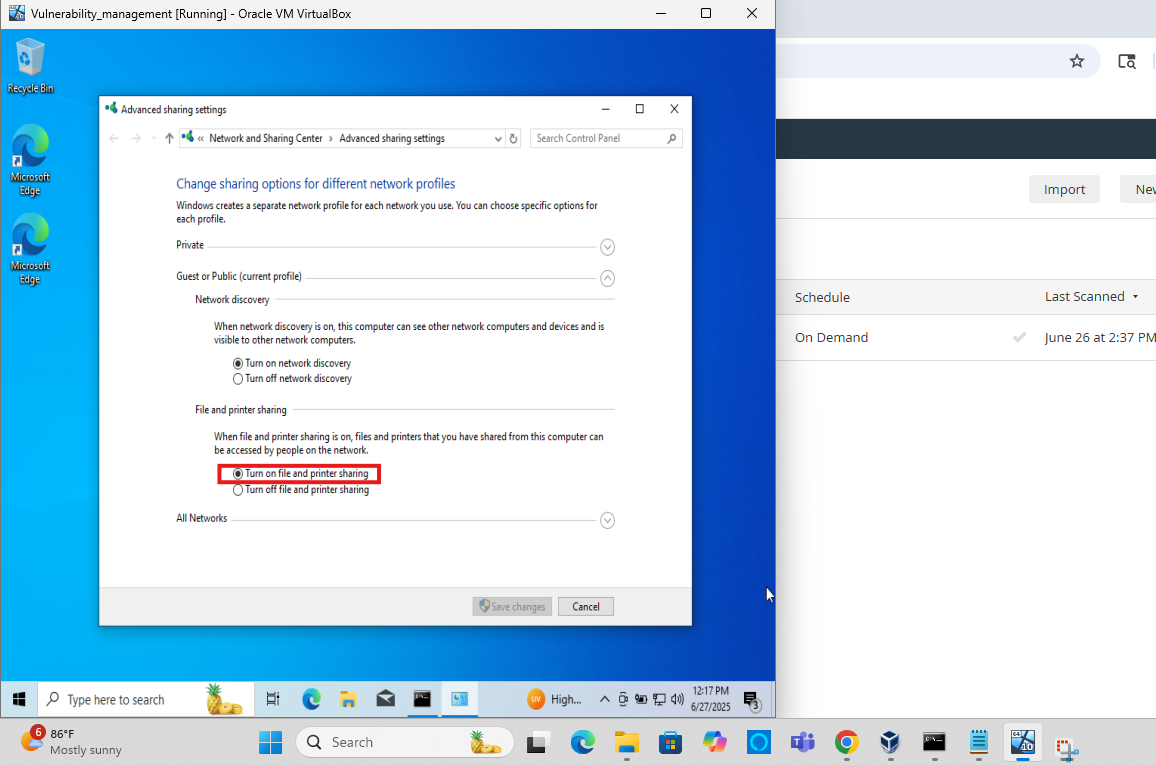 Vulnerability_management [Running] - Oracle VM VirtualBox
Recycle Bin
Microsoft
Edge
Microsoft
Edge
Advanced sharing settings
« Network and Sharing Center › Advanced sharing settings
Search Control Panel
Change sharing options for different network profiles
Windows creates a separate network profile for each network you use. You can choose specific options for
each profile.
Private
Guest or Public (current profile)
Network discovery
When network discovery is on, this computer can see other network computers and devices and is
visible to other network computers.
Turn on network discovery
Turn off network discovery
File and printer sharing
When file and printer sharing is on, files and printers that you have shared from this computer can
be accessed by people on the network.
Turn on file and printer sharing
Turn off file and printer sharing
All Networks
Save changes
Cancel
Import
New
Schedule
Last Scanned
On Demand
June 26 at 2:37 PM
Type here to search
UV
High...
12:17 PM
6/27/2025
3
6
86°F
Mostly sunny
Search
64
10